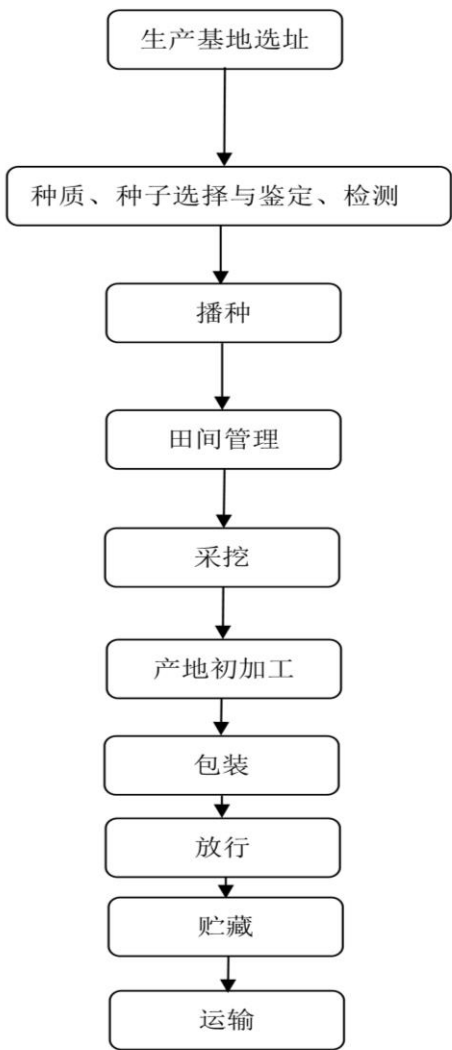 生产基地选址
种质、种子选择与鉴定、检测
播种
田间管理
采挖
产地初加工
包装
放行
贮藏
运输